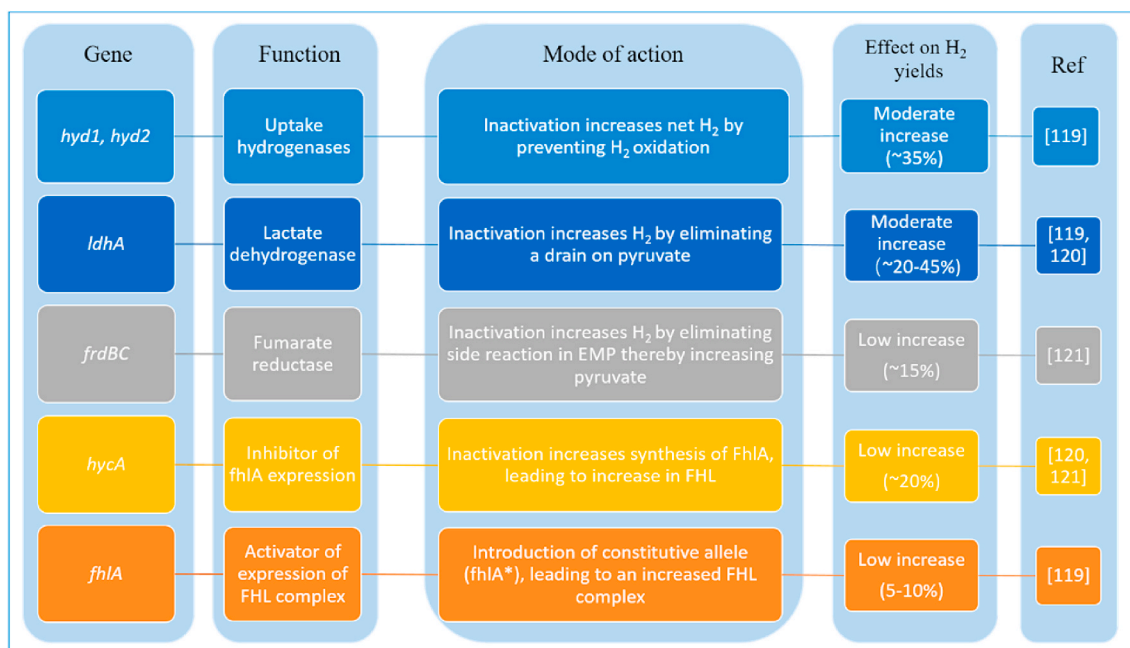 Gene
Function
Mode of action
Effect on H₂
yields
Ref
hyd1, hyd2
Uptake
hydrogenases
Inactivation increases net H₂ by
preventing H₂ oxidation
Moderate
increase
(~35%)
[119]
ldhA
Lactate
dehydrogenase
Inactivation increases H₂ by eliminating
a drain on pyruvate
Moderate
increase
(~20-45%)
[119,
120]
frdBC
Fumarate
reductase
Inactivation increases H₂ by eliminating
side reaction in EMP thereby increasing
pyruvate
Low increase
(~15%)
[121]
hycA
Inhibitor of
fhlA expression
Inactivation increases synthesis of FhlA,
leading to increase in FHL
Low increase
(~20%)
[120,
121]
fhlA
Activator of
expression of
FHL complex
Introduction of constitutive allele
(fhlA*), leading to an increased FHL
complex
Low increase
(5-10%)
[119]